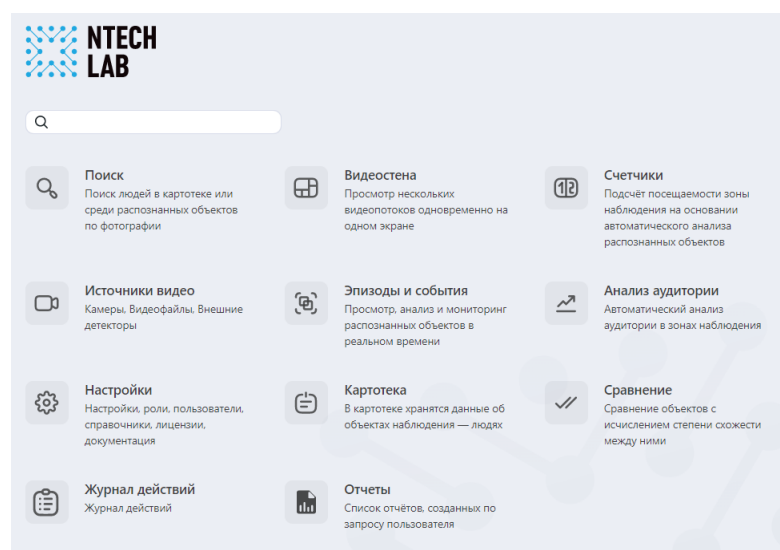 NTECH
LAB
Поиск
Поиск людей в картотеке или
среди распознанных объектов
по фотографии
Видеостена
Просмотр нескольких
видеопотоков одновременно на
одном экране
Счетчики
Подсчёт посещаемости зоны
наблюдения на основании
автоматического анализа
распознанных объектов
Источники видео
Камеры, Видеофайлы, Внешние
детекторы
Эпизоды и события
Просмотр, анализ и мониторинг
распознанных объектов в
реальном времени
Анализ аудитории
Автоматический анализ
аудитории в зонах наблюдения
Настройки
Настройки, роли, пользователи,
справочники, лицензии,
документация
Картотека
В картотеке хранятся данные об
объектах наблюдения — людях
Сравнение
Сравнение объектов с
исчислением степени схожести
между ними
Журнал действий
Журнал действий
Отчеты
Список отчётов, созданных по
запросу пользователя